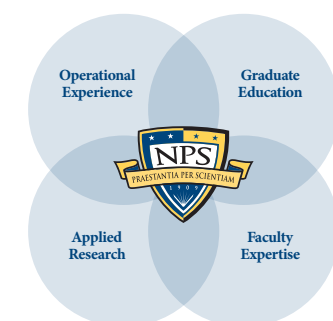 Operational
Experience
Graduate
Education
NPS
PRAESTANTIA PER SCIENTIAM
1909
Applied
Research
Faculty
Expertise